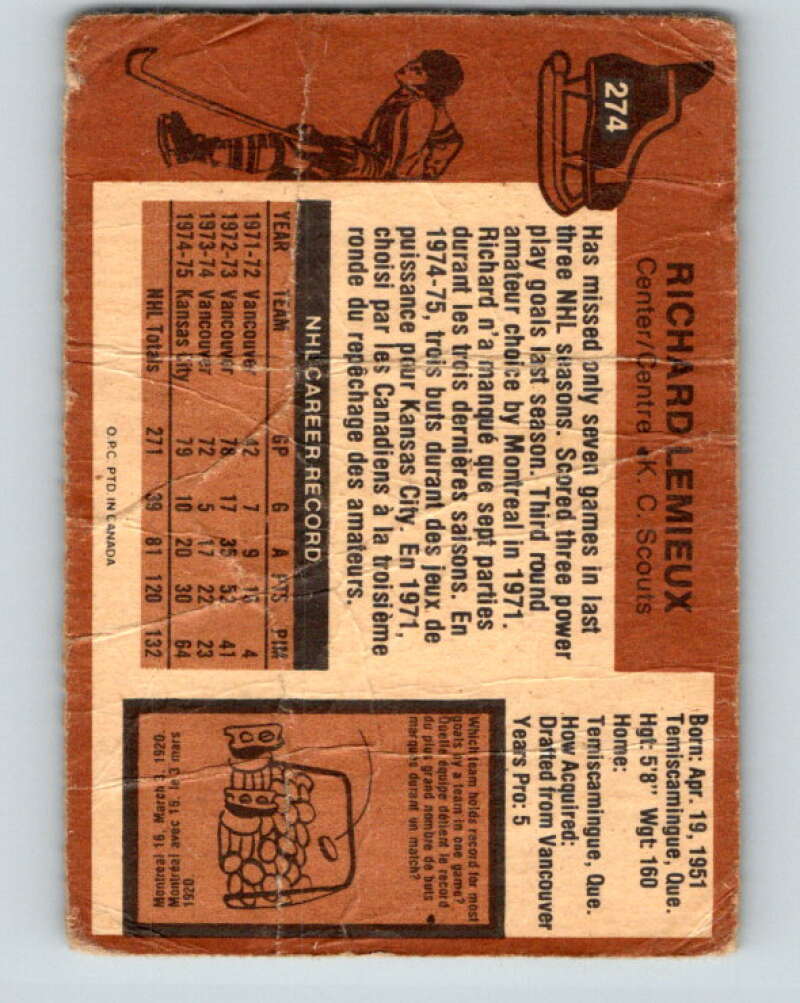 274
RICHARD LEMIEUX
Center/Centre • K. C. Scouts
Has missed only seven games in last
three NHL seasons. Scored three power
play goals last season. Third round
amateur choice by Montreal in 1971.
Richard n'a manqué que sept parties
durant les trois dernières saisons. En
1974-75, trois buts durant des jeux de
puissance pour Kansas City. En 1971,
choisi par les Canadiens à la troisième
ronde du repêchage des amateurs.
NHL CAREER RECORD
YEAR TEAM GP G A PTS PIM
1971-72 Vancouver 42 7 9 16 4
1972-73 Vancouver 78 17 35 52 41
1973-74 Vancouver 72 5 17 22 23
1974-75 Kansas City 79 10 20 30 64
NHL Totals 271 39 81 120 132
O.P.C. PTD. IN CANADA
Born: Apr. 19, 1951
Temiscamingue, Que.
Hgt: 5'8" Wgt: 160
Home:
Temiscamingue, Que.
How Acquired:
Drafted from Vancouver
Years Pro: 5
Which team holds record for most
goals by a team in one game?
Quelle équipe détient le record
du plus grand nombre de buts
marqués durant un match?
Montreal 16, March 3, 1920.
Montréal avec 16, le 3 mars
1920